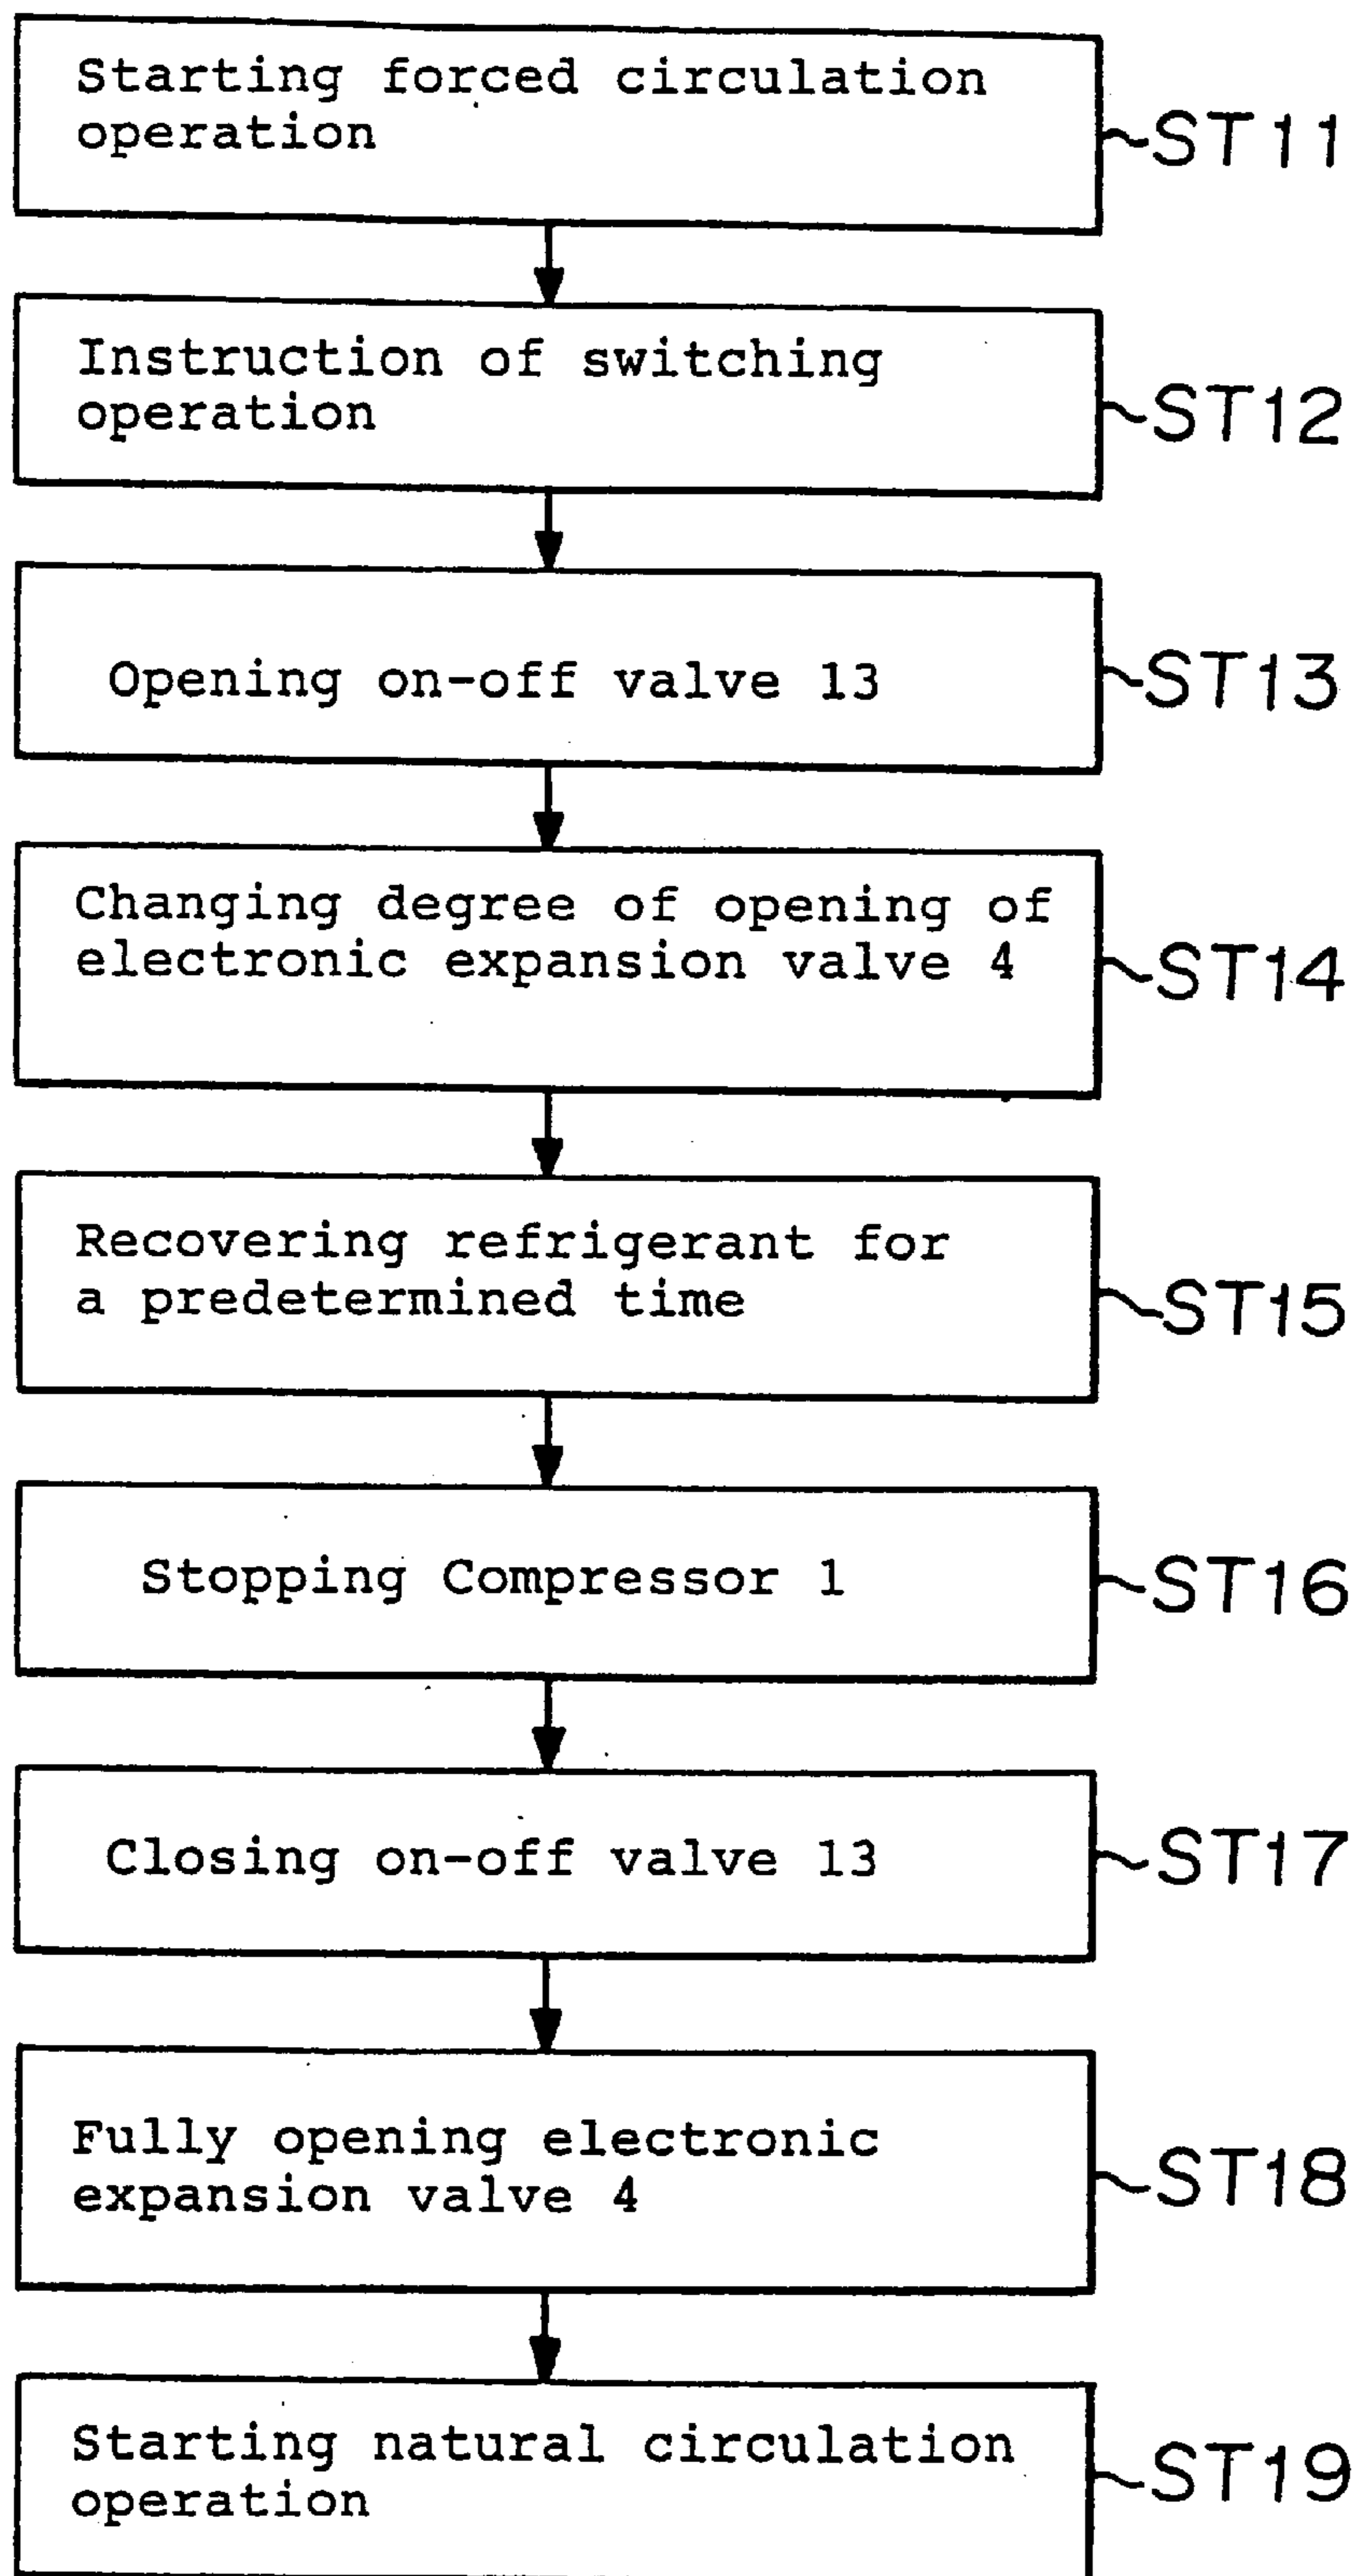 Starting forced circulation
operation
ST11
Instruction of switching
operation
ST12
Opening on-off valve 13
ST13
Changing degree of opening of
electronic expansion valve 4
ST14
Recovering refrigerant for
a predetermined time
ST15
Stopping Compressor 1
ST16
Closing on-off valve 13
ST17
Fully opening electronic
expansion valve 4
ST18
Starting natural circulation
operation
ST19